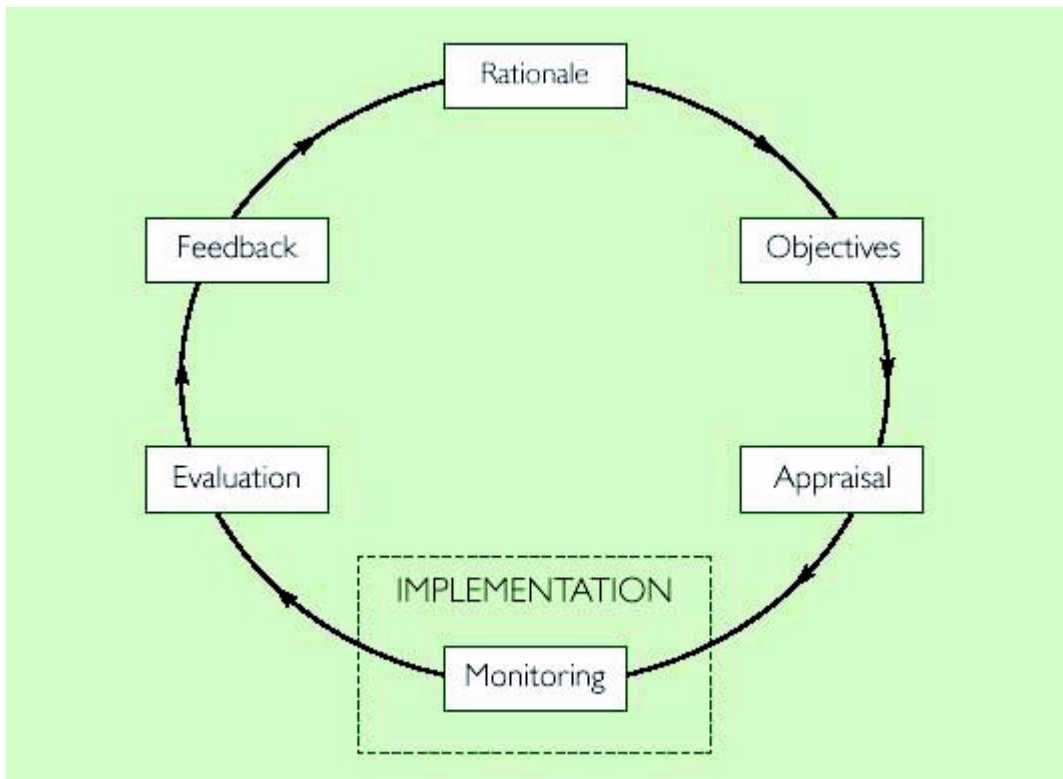 Rationale
Objectives
Appraisal
IMPLEMENTATION
Monitoring
Evaluation
Feedback